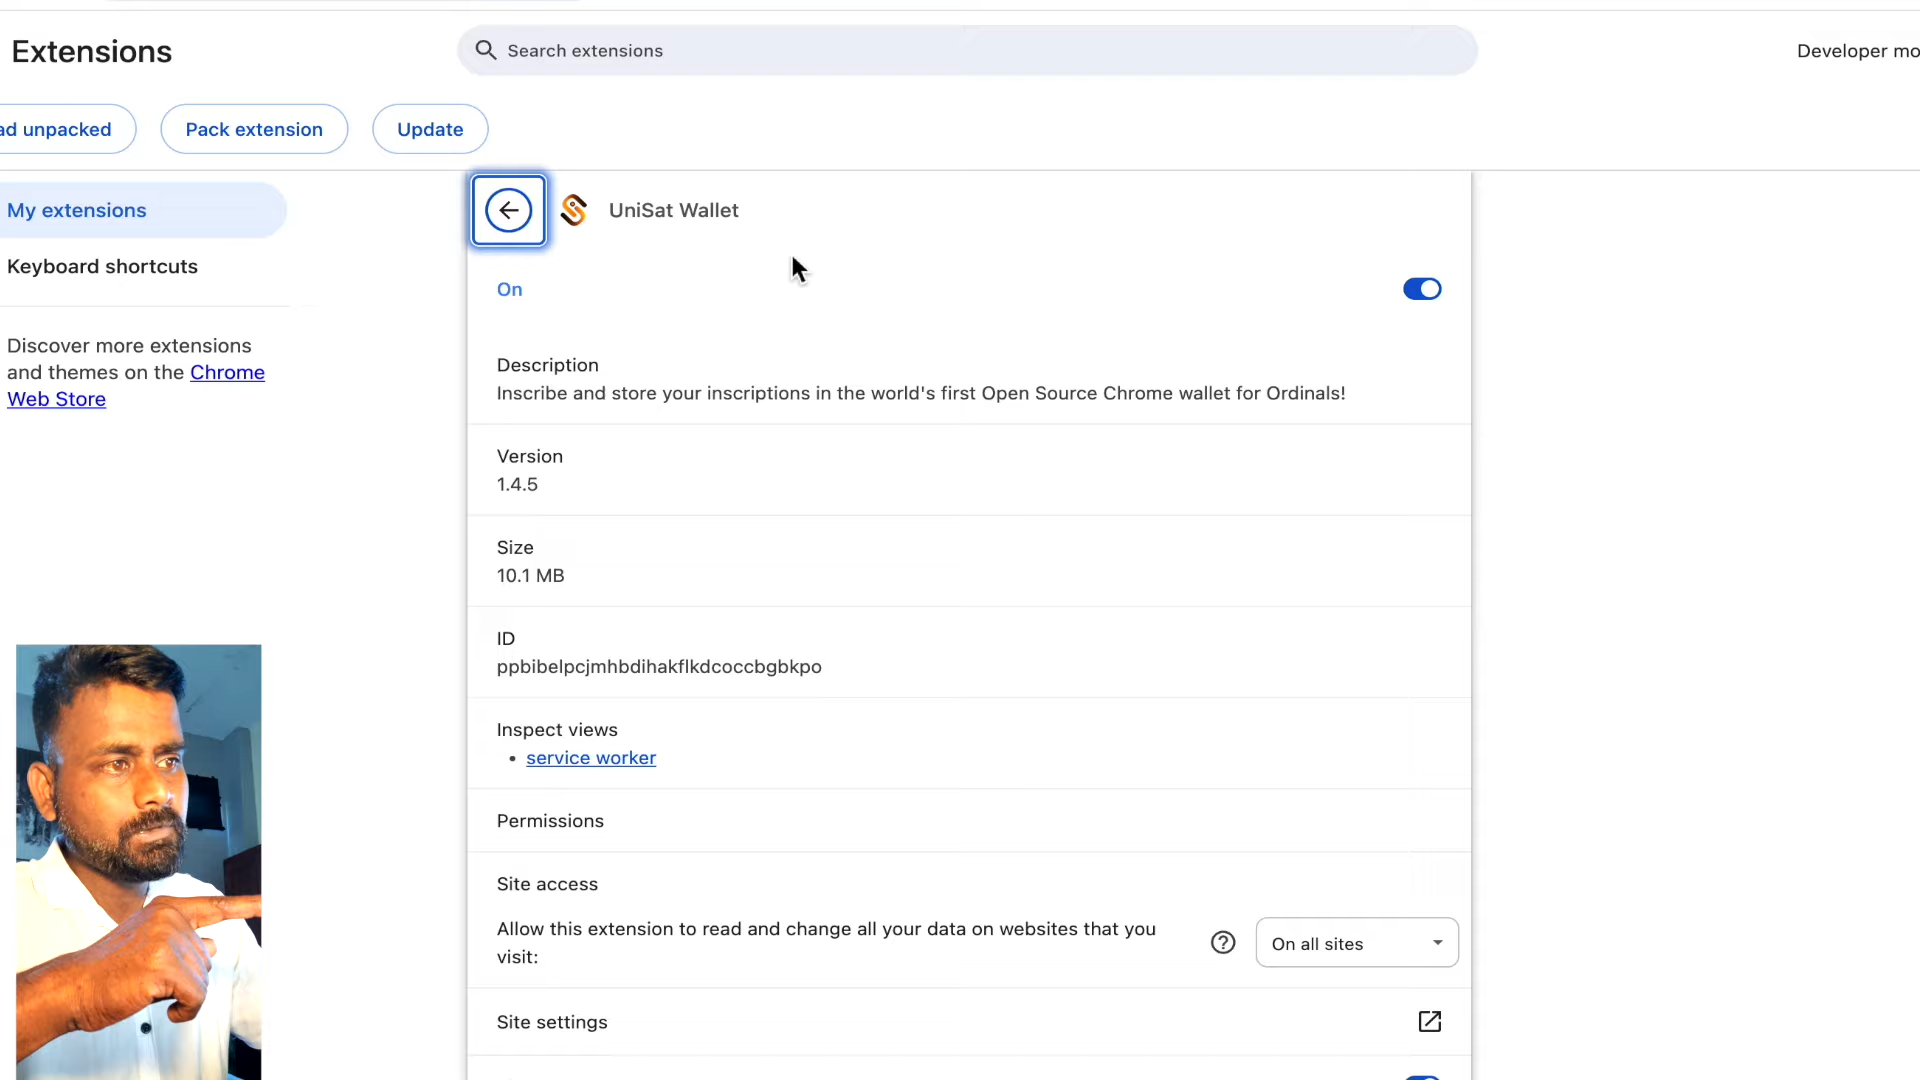 Extensions
Search extensions
Developer mo
ad unpacked
Pack extension
Update
My extensions
Keyboard shortcuts
Discover more extensions
and themes on the Chrome
Web Store
UniSat Wallet
On
Description
Inscribe and store your inscriptions in the world's first Open Source Chrome wallet for Ordinals!
Version
1.4.5
Size
10.1 MB
ID
ppbibelpcjmhbdihakflkdcoccbgbkpo
Inspect views
service worker
Permissions
Site access
Allow this extension to read and change all your data on websites that you
visit:
On all sites
Site settings